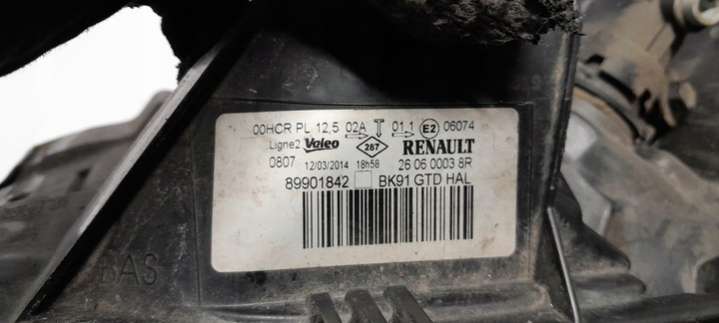 00HCR PL 12,5 02A T 01.1 E2 06074
Ligne2 Valeo 287 RENAULT
0807 12/03/2014 18h58 26 06 0003 8R
89901842 BK91 GTD HAL
BAS